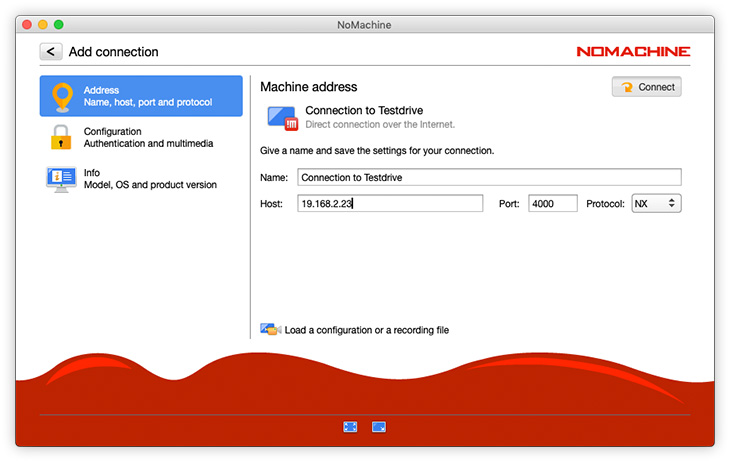 NoMachine
< Add connection
NOMACHINE
Address
Name, host, port and protocol
Configuration
Authentication and multimedia
Info
Model, OS and product version
Machine address
Connect
Connection to Testdrive
Direct connection over the Internet.
Give a name and save the settings for your connection.
Name: Connection to Testdrive
Host: 19.168.2.23 Port: 4000 Protocol: NX
Load a configuration or a recording file